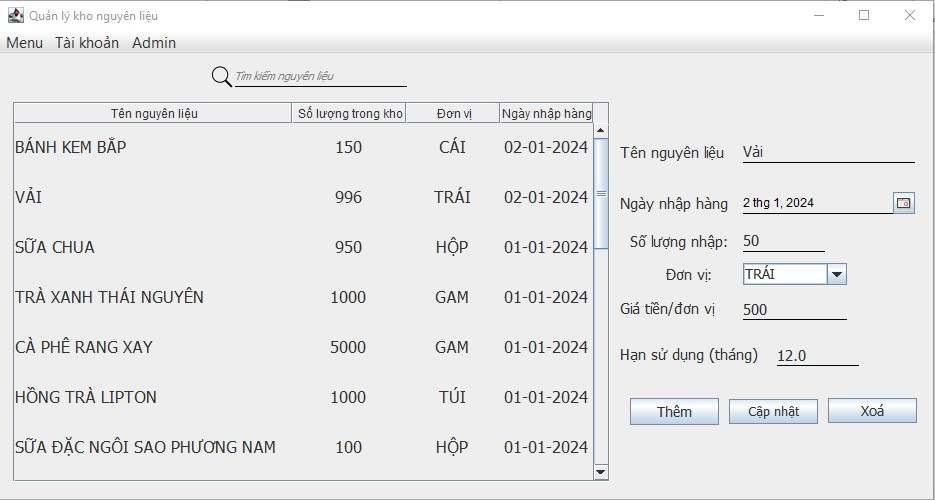 Quản lý kho nguyên liệu
Menu Tài khoản Admin
Tìm kiếm nguyên liệu
Tên nguyên liệu Số lượng trong kho Đơn vị Ngày nhập hàng
BÁNH KEM BẮP 150 CÁI 02-01-2024
VẢI 996 TRÁI 02-01-2024
SỮA CHUA 950 HỘP 01-01-2024
TRÀ XANH THÁI NGUYÊN 1000 GAM 01-01-2024
CÀ PHÊ RANG XAY 5000 GAM 01-01-2024
HỒNG TRÀ LIPTON 1000 TÚI 01-01-2024
SỮA ĐẶC NGÔI SAO PHƯƠNG NAM 100 HỘP 01-01-2024
Tên nguyên liệu Vải
Ngày nhập hàng 2 thg 1, 2024
Số lượng nhập: 50
Đơn vị: TRÁI
Giá tiền/đơn vị 500
Hạn sử dụng (tháng) 12.0
Thêm Cập nhật Xoá